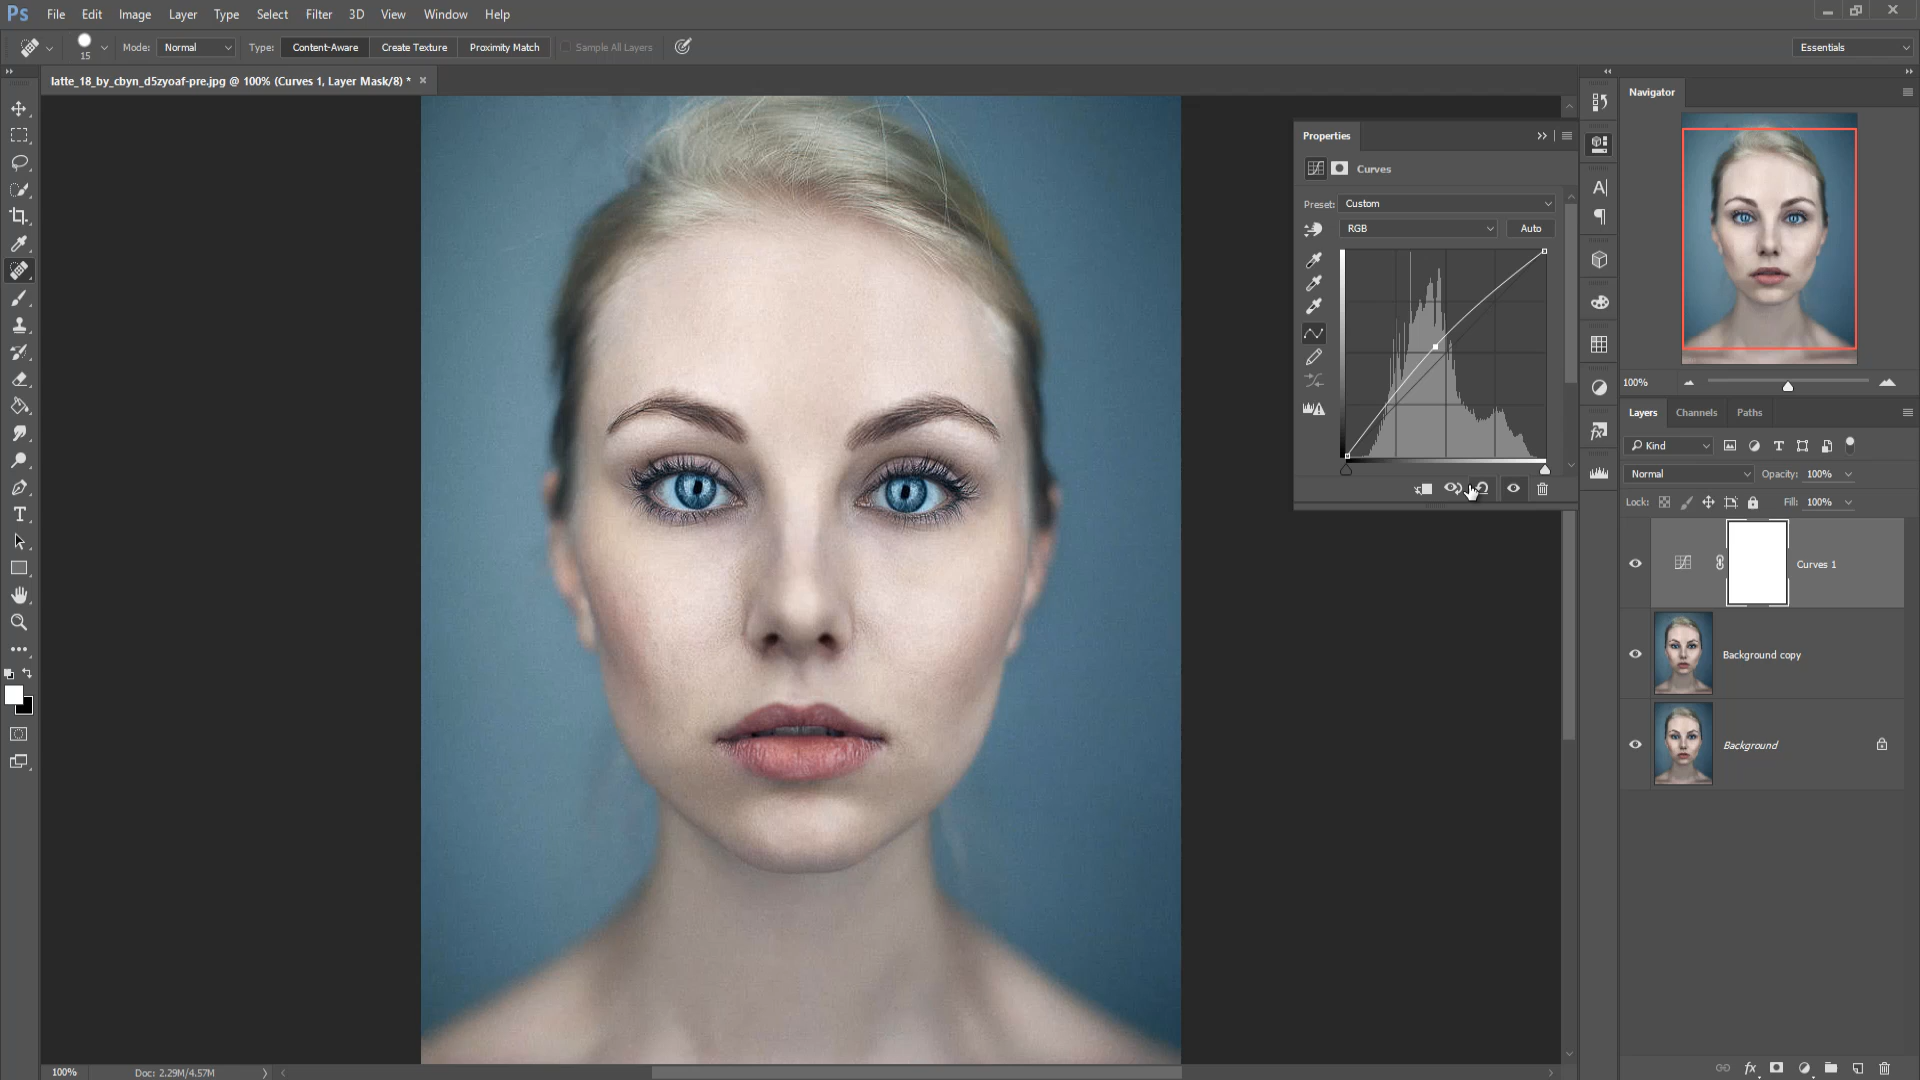 Ps File Edit Image Layer Type Select Filter 3D View Window Help
15 Mode: Normal Type: Content-Aware Create Texture Proximity Match Sample All Layers Essentials
latte_18_by_cbyn_d5zyoaf-pre.jpg @ 100% (Curves 1, Layer Mask/8) *
Navigator
Properties
Curves
Preset: Custom
RGB Auto
100%
Layers Channels Paths
Kind
Normal Opacity: 100%
Lock: Fill: 100%
Curves 1
Background copy
Background
100% Doc: 2.29M/4.57M